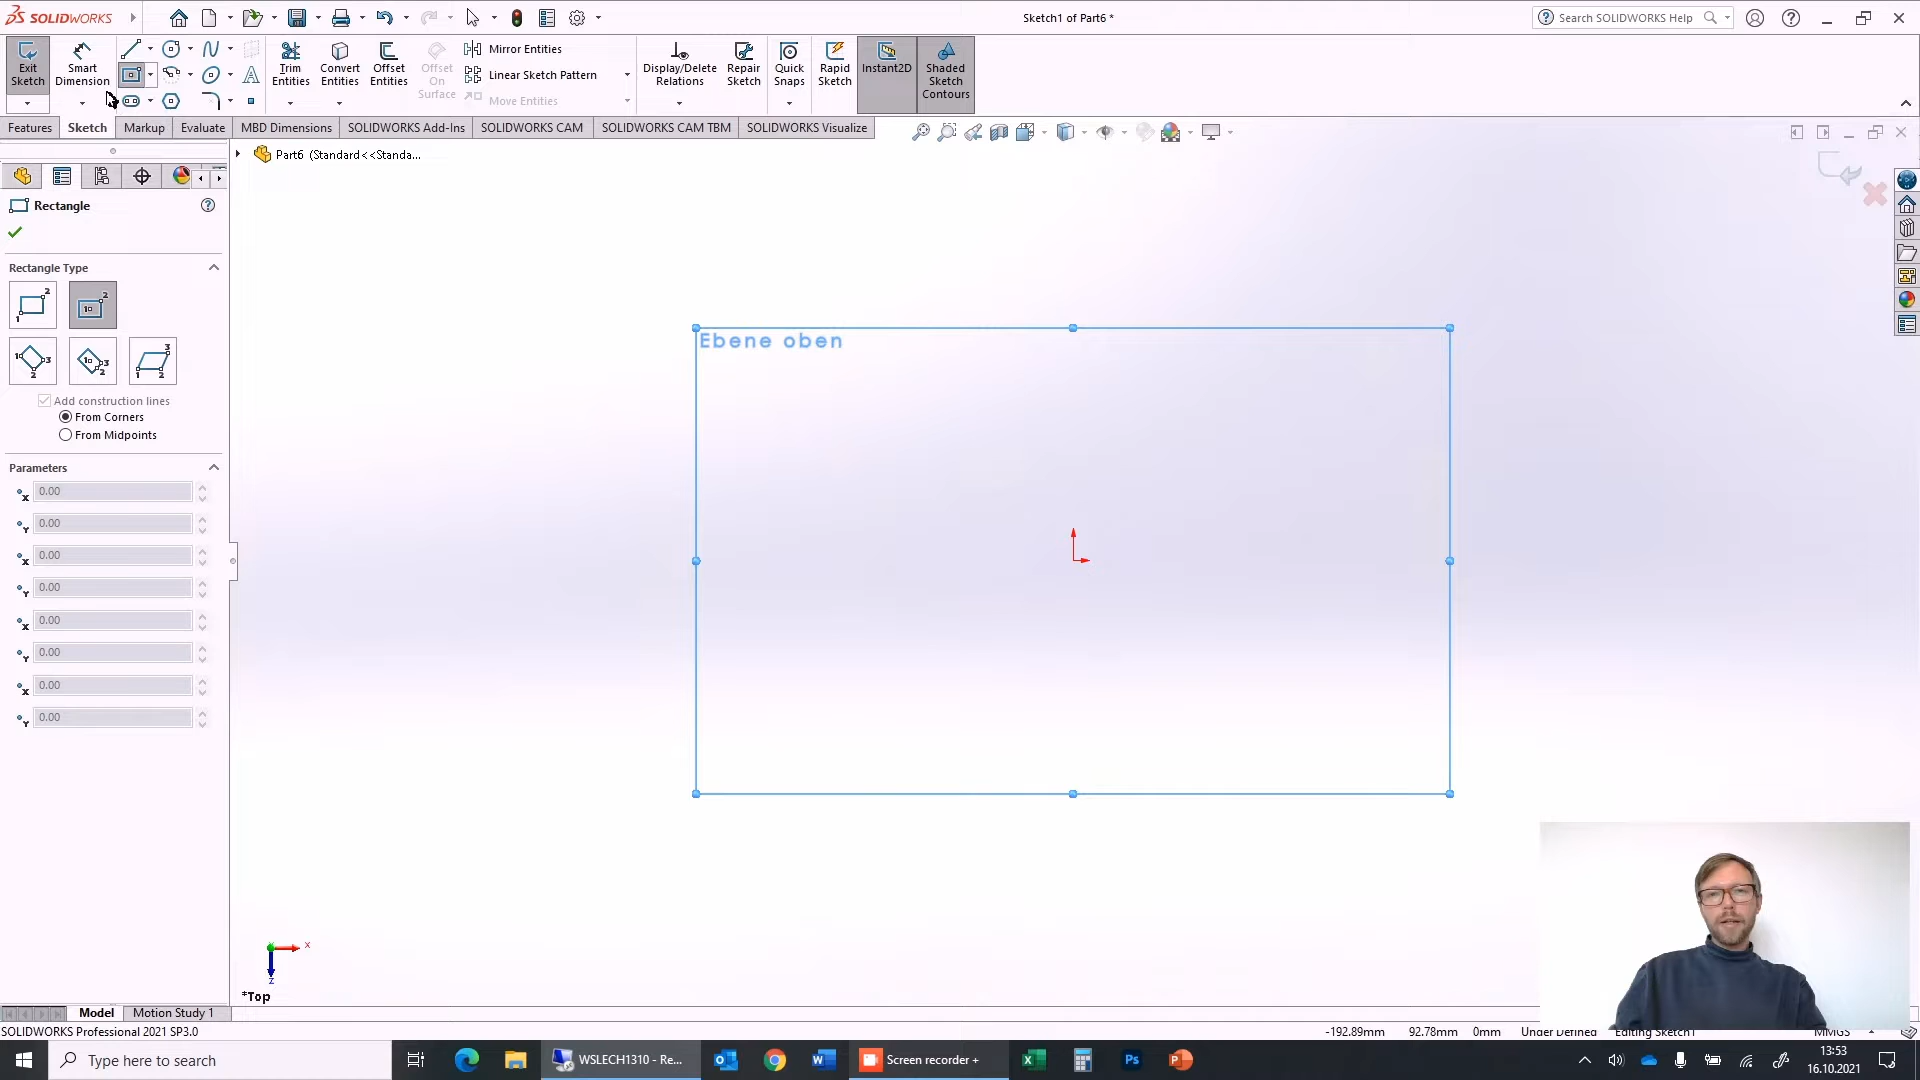 SOLIDWORKS
Sketch1 of Part6 *
Search SOLIDWORKS Help
Exit Sketch
Smart Dimension
Trim Entities
Convert Entities
Offset Entities
Offset On Surface
Mirror Entities
Linear Sketch Pattern
Move Entities
Display/Delete Relations
Repair Sketch
Quick Snaps
Rapid Sketch
Instant2D
Shaded Sketch Contours
Features
Sketch
Markup
Evaluate
MBD Dimensions
SOLIDWORKS Add-Ins
SOLIDWORKS CAM
SOLIDWORKS CAM TBM
SOLIDWORKS Visualize
Part6 (Standard<<Standa...
Rectangle
Rectangle Type
Add construction lines
From Corners
From Midpoints
Parameters
X 0.00
Y 0.00
X 0.00
Y 0.00
X 0.00
Y 0.00
X 0.00
Y 0.00
Ebene oben
x
z
*Top
Model
Motion Study 1
SOLIDWORKS Professional 2021 SP3.0
-192.89mm
92.78mm
0mm
Under Defined
Editing Sketch1
MMGS
Type here to search
WSLECH1310 - Re...
Screen recorder +
13:53
16.10.2021